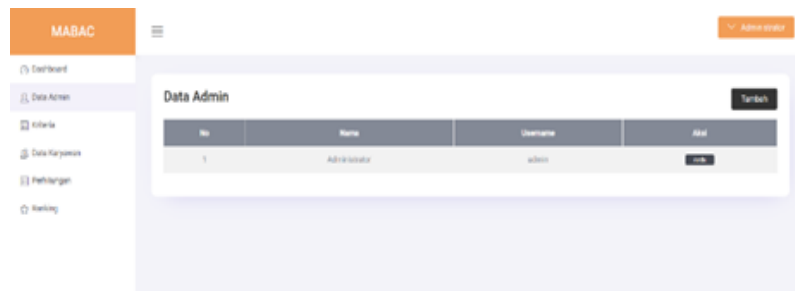 MABAC
Administrator
Dashboard
Data Admin
Kriteria
Data Karyawan
Perhitungan
Ranking
Data Admin
Tambah
No Nama Username Aksi
1 Administrator admin